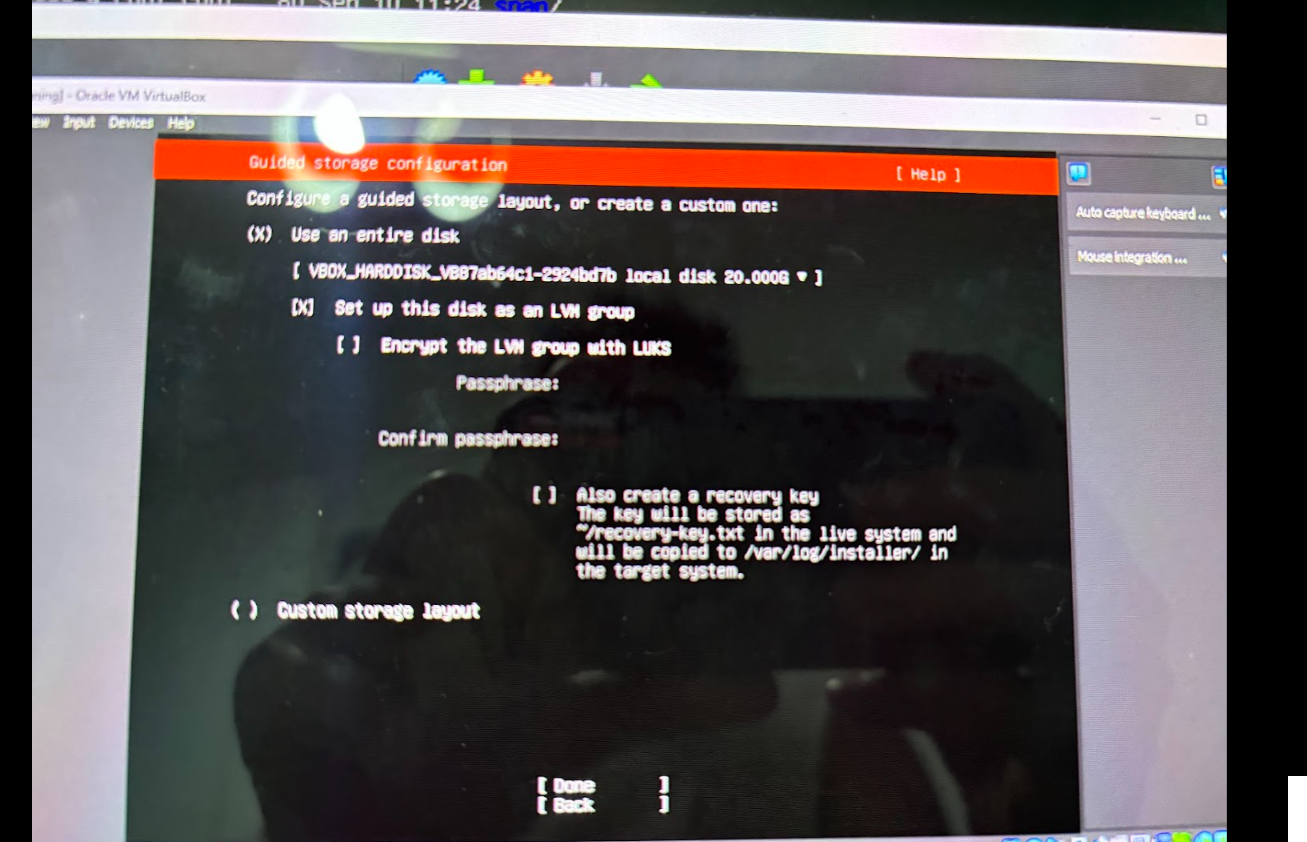 80 Sep 10 11:24 snap/
ning] - Oracle VM VirtualBox
ew Input Devices Help
Guided storage configuration [ Help ]
Auto capture keyboard ...
Mouse integration ...
Configure a guided storage layout, or create a custom one:
(X) Use an entire disk
[ VBOX_HARDDISK_VB87ab64c1-2924bd7b local disk 20.000G ▾ ]
[X] Set up this disk as an LVM group
[ ] Encrypt the LVM group with LUKS
Passphrase:
Confirm passphrase:
[ ] Also create a recovery key
The key will be stored as
~/recovery-key.txt in the live system and
will be copied to /var/log/installer/ in
the target system.
( ) Custom storage layout
[ Done ]
[ Back ]